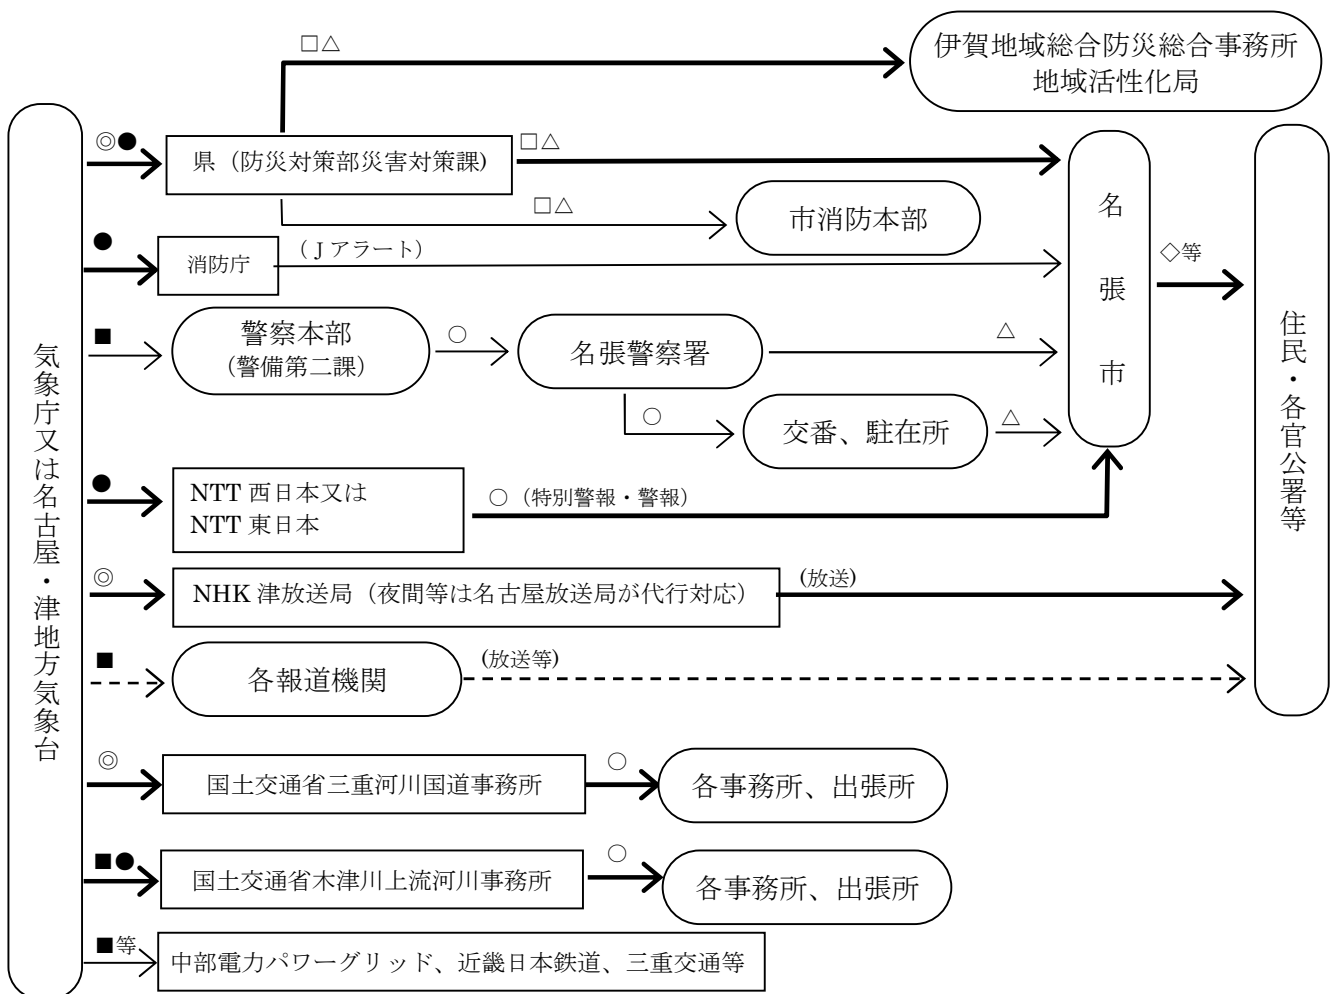 □△
伊賀地域総合防災総合事務所
地域活性化局
◎●
県（防災対策部災害対策課)
□△
□△
市消防本部
●
消防庁
（Ｊアラート）
名張市
◇等
住民・各官公署等
気象庁又は名古屋・津地方気象台
■
警察本部
（警備第二課）
○
名張警察署
△
○
交番、駐在所
△
●
NTT 西日本又は
NTT 東日本
○（特別警報・警報）
◎
NHK 津放送局（夜間等は名古屋放送局が代行対応）
(放送)
■
各報道機関
(放送等)
◎
国土交通省三重河川国道事務所
○
各事務所、出張所
■●
国土交通省木津川上流河川事務所
○
各事務所、出張所
■等
中部電力パワーグリッド、近畿日本鉄道、三重交通等